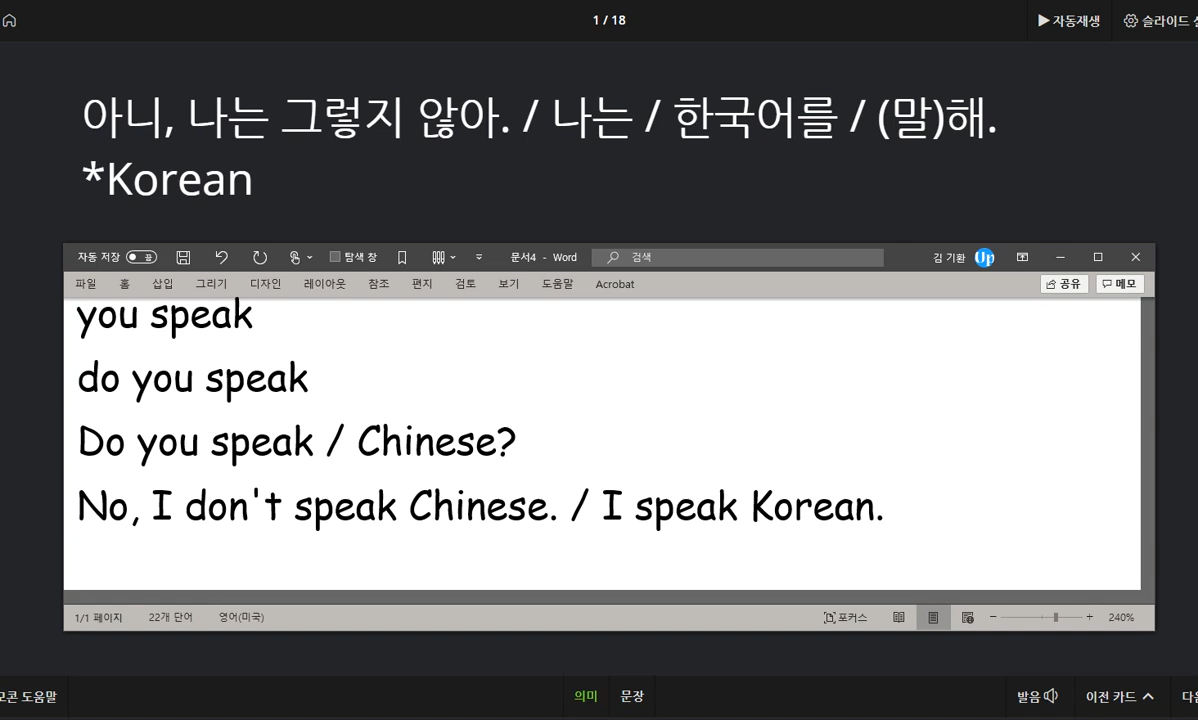 1 / 18
▶ 자동재생
슬라이드
아니, 나는 그렇지 않아. / 나는 / 한국어를 / (말)해.
*Korean
자동 저장 끔 탐색 창 문서4 - Word 검색 김 기환 Up
파일 홈 삽입 그리기 디자인 레이아웃 참조 편지 검토 보기 도움말 Acrobat 공유 메모
you speak
do you speak
Do you speak / Chinese?
No, I don't speak Chinese. / I speak Korean.
1/1 페이지 22개 단어 영어(미국) 포커스 - + 240%
도움말 의미 문장 발음 이전 카드